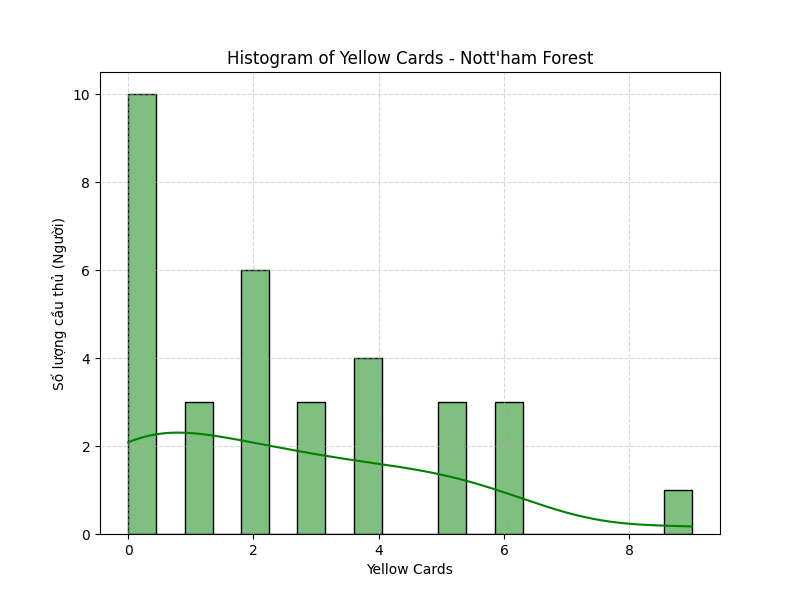 Histogram of Yellow Cards - Nott'ham Forest
Số lượng cầu thủ (Người)
10
8
6
4
2
0
0 2 4 6 8
Yellow Cards